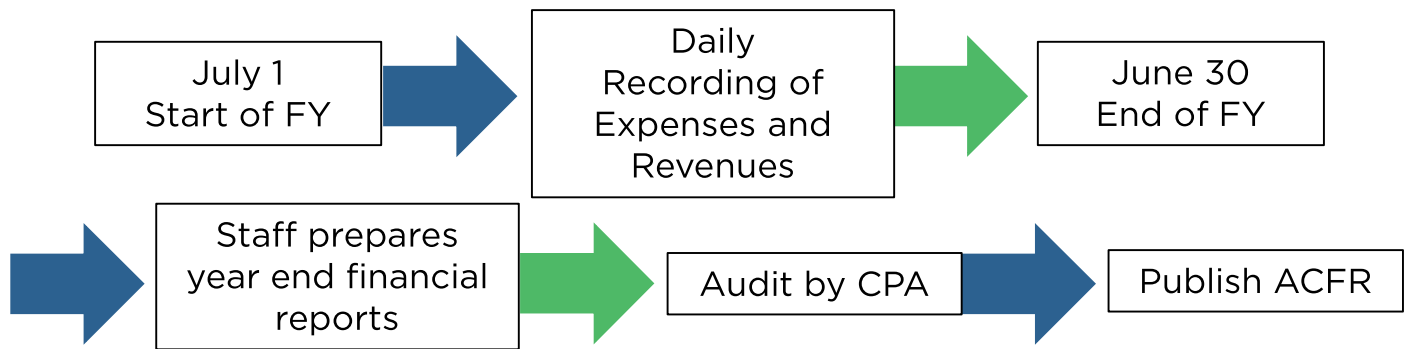 July 1
Start of FY
Daily
Recording of
Expenses and
Revenues
June 30
End of FY
Staff prepares
year end financial
reports
Audit by CPA
Publish ACFR